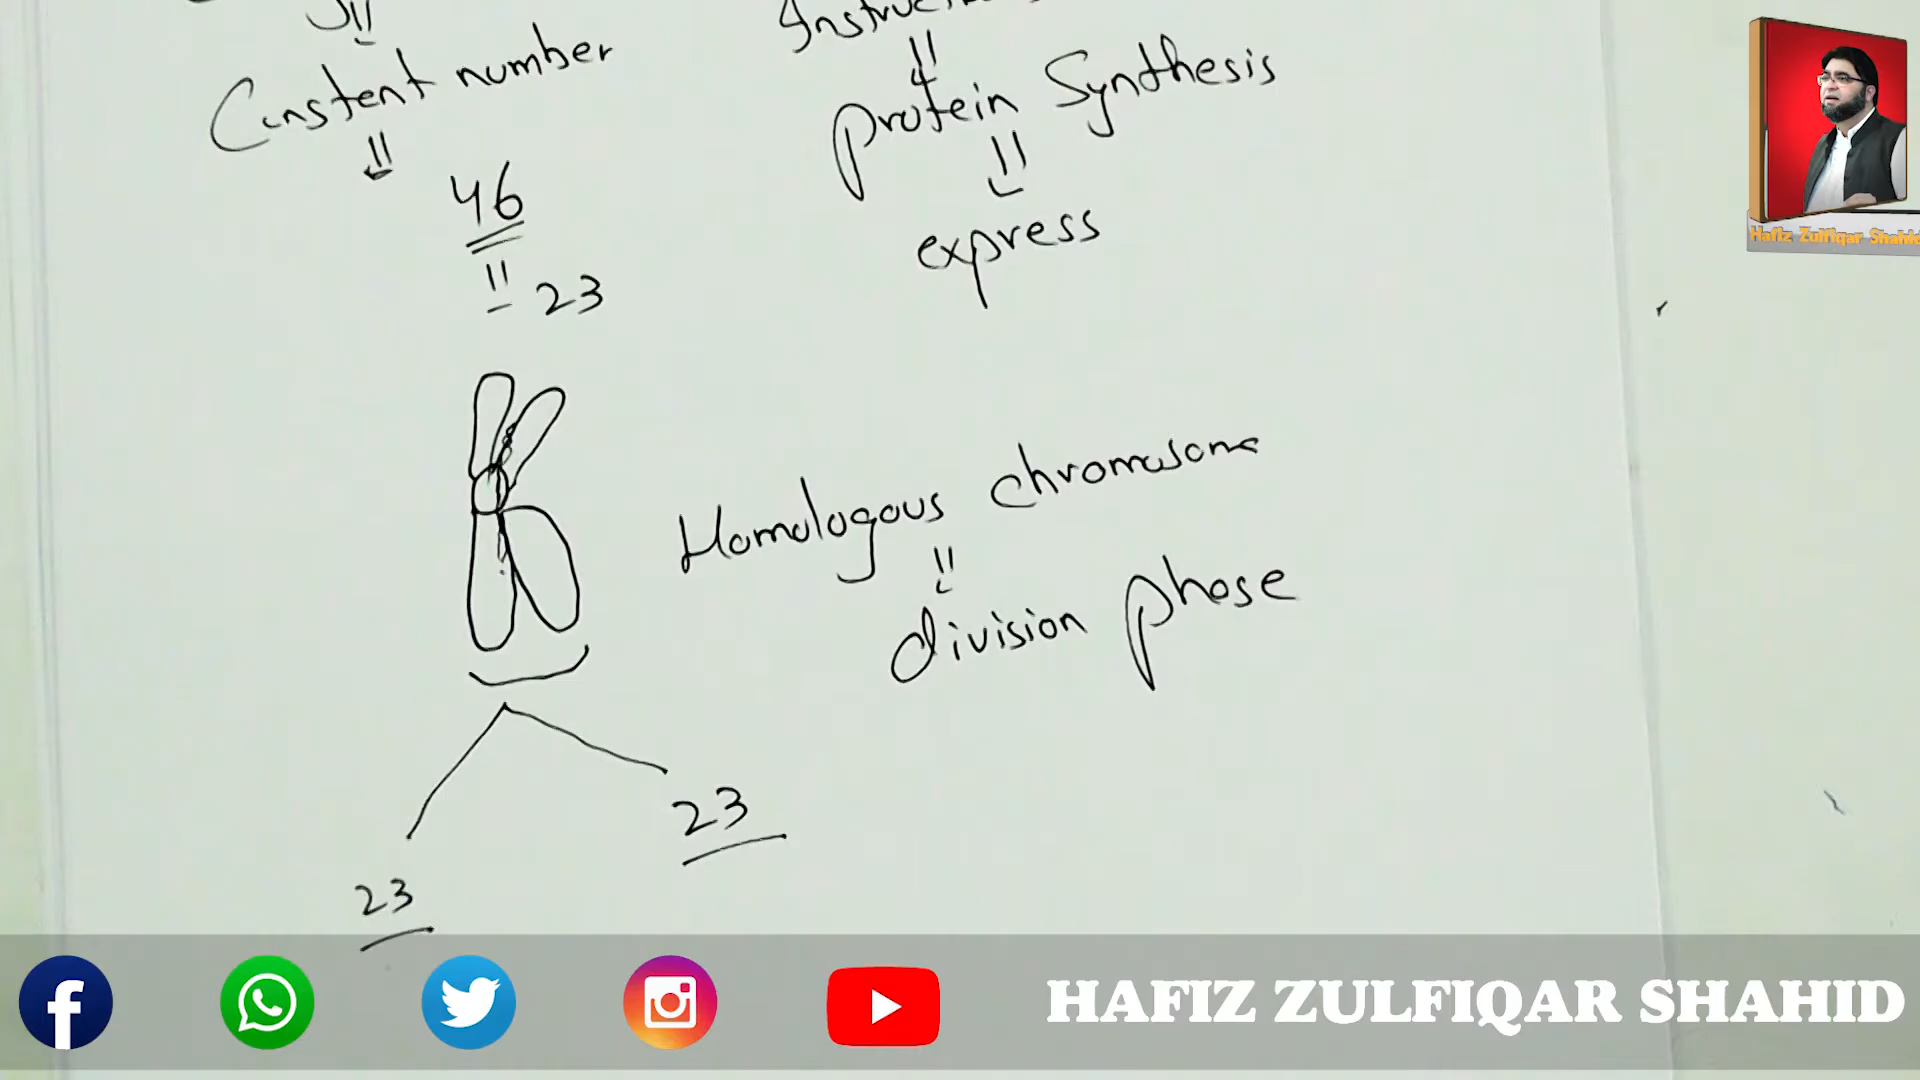 Constent number
46
23
protein Synthesis
express
Homologous chromosome
division phase
23
23
Hafiz Zulfiqar Shahid
HAFIZ ZULFIQAR SHAHID